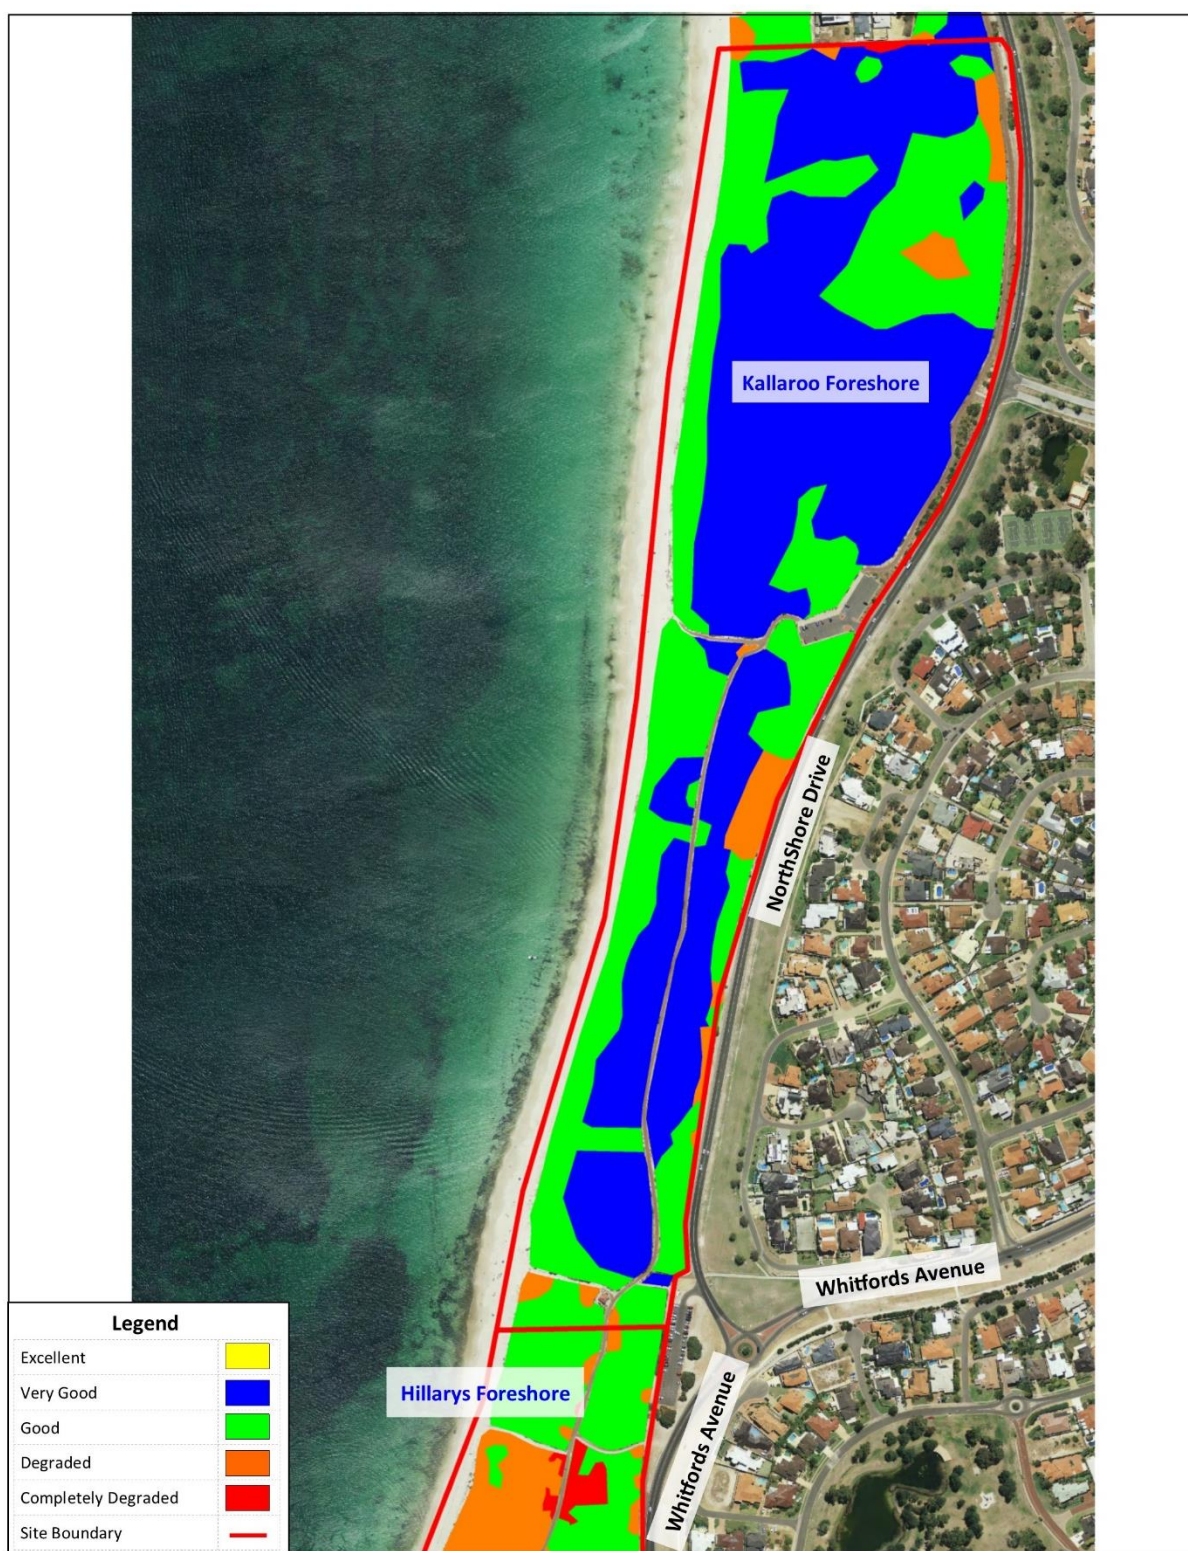 Kallaroo Foreshore
NorthShore Drive
Whitfords Avenue
Hillarys Foreshore
Whitfords Avenue
Legend
Excellent
Very Good
Good
Degraded
Completely Degraded
Site Boundary